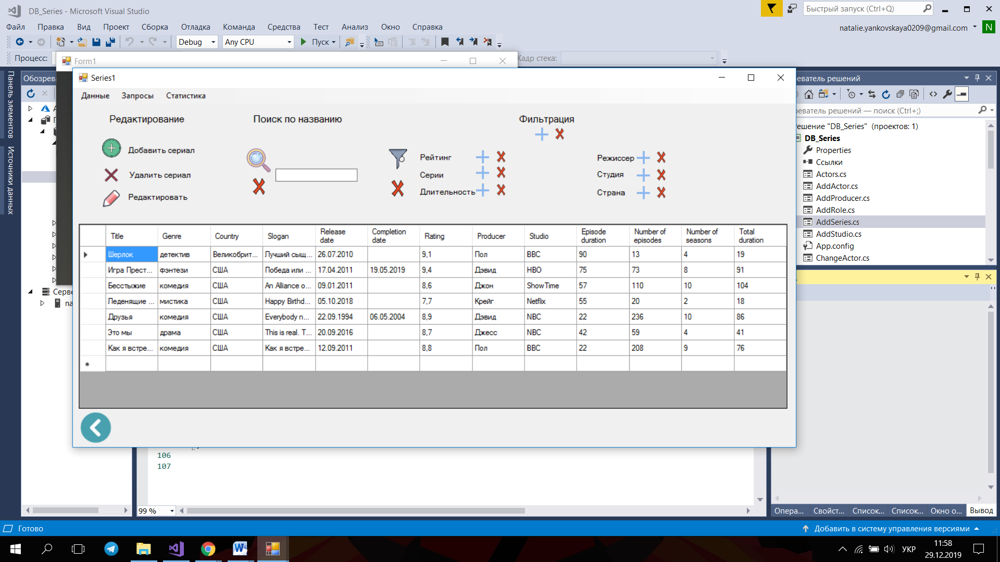 DB_Series - Microsoft Visual Studio
Быстрый запуск (Ctrl+Q)
Файл Правка Вид Проект Сборка Отладка Команда Средства Тест Анализ Окно Справка
natalie.yankovskaya0209@gmail.com N
Debug Any CPU Пуск
Процесс:
Кадр стека:
Form1
Панель элементов
Источники данных
Series1
Данные Запросы Статистика
Редактирование Поиск по названию Фильтрация
Добавить сериал
Удалить сериал
Редактировать
Рейтинг
Серии
Длительность
Режиссер
Студия
Страна
Title Genre Country Slogan Release date Completion date Rating Producer Studio Episode duration Number of episodes Number of seasons Total duration
Шерлок детектив Великобрит... Лучший сыщ... 26.07.2010 9,1 Пол BBC 90 13 4 19
Игра Прест... фэнтези США Победа или ... 17.04.2011 19.05.2019 9,4 Дэвид HBO 75 73 8 91
Бесстыжие комедия США An Alliance o... 09.01.2011 8,6 Джон ShowTime 57 110 10 104
Леденящие ... мистика США Happy Birthd... 05.10.2018 7,7 Крейг Netflix 55 20 2 18
Друзья комедия США Everybody n... 22.09.1994 06.05.2004 8,9 Дэвид NBC 22 236 10 86
Это мы драма США This is real. T... 20.09.2016 8,7 Джесс NBC 42 59 4 41
Как я встре... комедия США Как я встре... 12.09.2011 8,8 Пол BBC 22 208 9 76
106
107
99 %
решений
решений — поиск (Ctrl+;)
"DB_Series" (проектов: 1)
DB_Series
Properties
Ссылки
Actors.cs
AddActor.cs
AddProducer.cs
AddRole.cs
AddSeries.cs
AddStudio.cs
App.config
ChangeActor.cs
Опера... Свойст... Список... Список... Окно о... Вывод
Готово
Добавить в систему управления версиями
УКР
11:58
29.12.2019